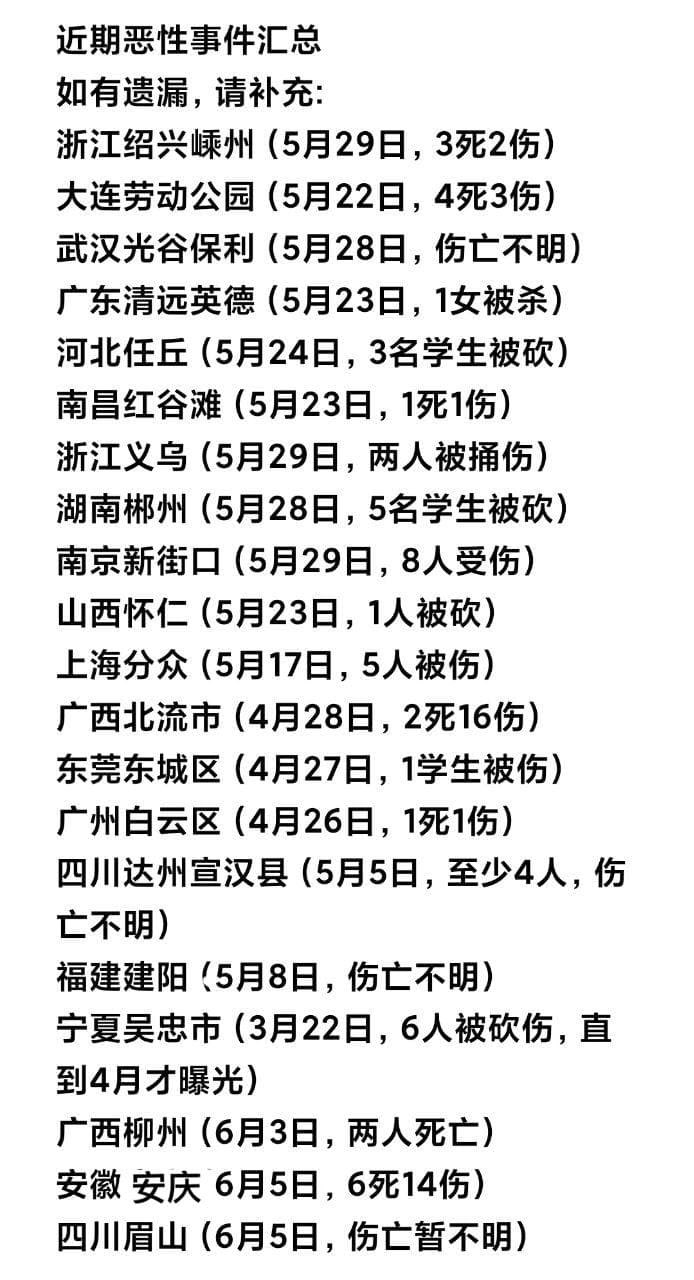 近期恶性事件汇总
如有遗漏，请补充:
浙江绍兴嵊州（5月29日，3死2伤）
大连劳动公园（5月22日，4死3伤）
武汉光谷保利（5月28日，伤亡不明）
广东清远英德（5月23日，1女被杀）
河北任丘（5月24日，3名学生被砍）
南昌红谷滩（5月23日，1死1伤）
浙江义乌（5月29日，两人被捅伤）
湖南郴州（5月28日，5名学生被砍）
南京新街口（5月29日，8人受伤）
山西怀仁（5月23日，1人被砍）
上海分众（5月17日，5人被伤）
广西北流市（4月28日，2死16伤）
东莞东城区（4月27日，1学生被伤）
广州白云区（4月26日，1死1伤）
四川达州宣汉县（5月5日，至少4人，伤
亡不明）
福建建阳（5月8日，伤亡不明）
宁夏吴忠市（3月22日，6人被砍伤，直
到4月才曝光）
广西柳州（6月3日，两人死亡）
安徽 安庆 6月5日，6死14伤）
四川眉山（6月5日，伤亡暂不明）